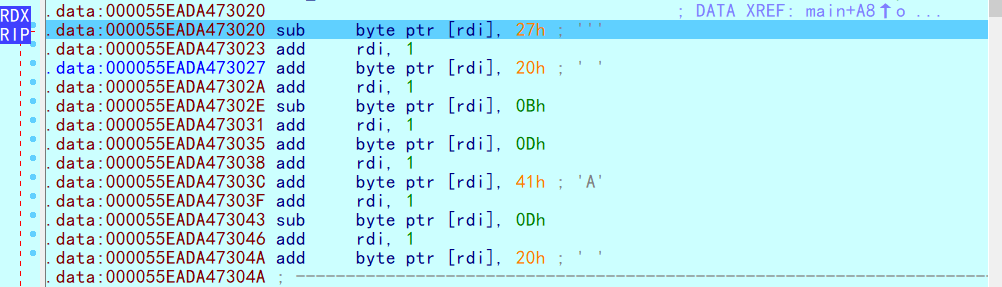 .data:000055EADA473020 ; DATA XREF: main+A8↑o ...
RDX
RIP .data:000055EADA473020 sub byte ptr [rdi], 27h ; '''
.data:000055EADA473023 add rdi, 1
.data:000055EADA473027 add byte ptr [rdi], 20h ; ' '
.data:000055EADA47302A add rdi, 1
.data:000055EADA47302E sub byte ptr [rdi], 0Bh
.data:000055EADA473031 add rdi, 1
.data:000055EADA473035 add byte ptr [rdi], 0Dh
.data:000055EADA473038 add rdi, 1
.data:000055EADA47303C add byte ptr [rdi], 41h ; 'A'
.data:000055EADA47303F add rdi, 1
.data:000055EADA473043 sub byte ptr [rdi], 0Dh
.data:000055EADA473046 add rdi, 1
.data:000055EADA47304A add byte ptr [rdi], 20h ; ' '
.data:000055EADA47304A ; ---------------------------------------------------------------------------